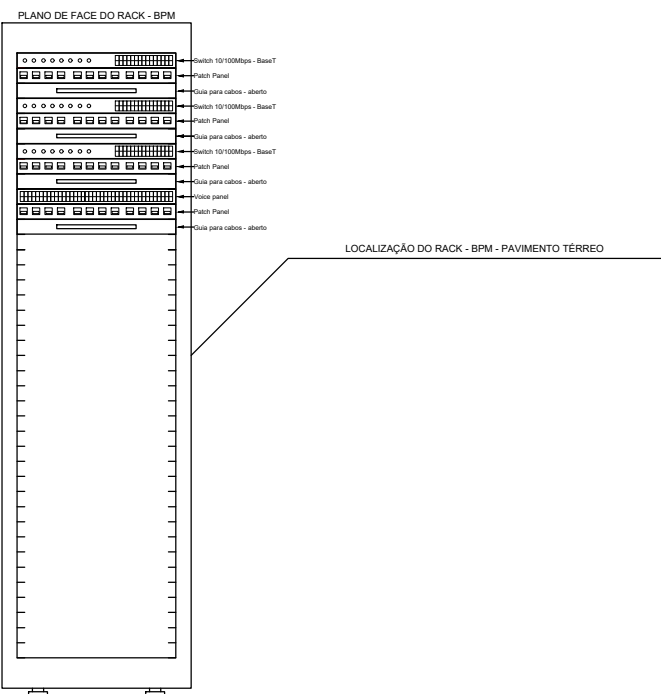 PLANO DE FACE DO RACK - BPM
Switch 10/100Mbps - BaseT
Patch Panel
Guia para cabos - aberto
Switch 10/100Mbps - BaseT
Patch Panel
Guia para cabos - aberto
Switch 10/100Mbps - BaseT
Patch Panel
Guia para cabos - aberto
Voice panel
Patch Panel
Guia para cabos - aberto
LOCALIZAÇÃO DO RACK - BPM - PAVIMENTO TÉRREO